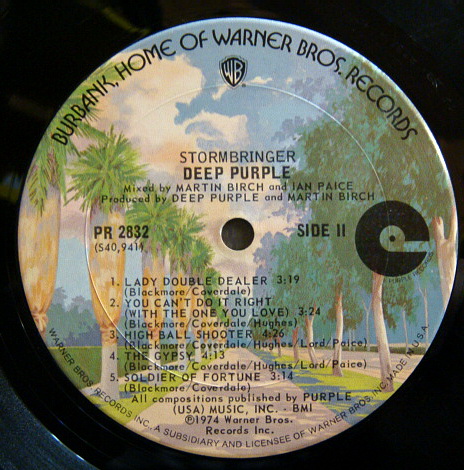 BURBANK, HOME OF WARNER BROS. RECORDS
WB
STORMBRINGER
DEEP PURPLE
Mixed by MARTIN BIRCH and IAN PAICE
Produced by DEEP PURPLE and MARTIN BIRCH
PR 2832
(S40,941)
SIDE II
1. LADY DOUBLE DEALER 3:19
(Blackmore/Coverdale)
2. YOU CAN'T DO IT RIGHT
(WITH THE ONE YOU LOVE) 3:24
(Blackmore/Coverdale/Hughes)
3. HIGH BALL SHOOTER 4:26
(Blackmore/Coverdale/Hughes/Lord/Paice)
4. THE GYPSY 4:13
(Blackmore/Coverdale/Hughes/Lord/Paice)
5. SOLDIER OF FORTUNE 3:14
(Blackmore/Coverdale)
All compositions published by PURPLE
(USA) MUSIC, INC. - BMI
℗1974 Warner Bros.
Records Inc.
WARNER BROS. RECORDS INC., A SUBSIDIARY AND LICENSEE OF WARNER BROS. INC. MADE IN U.S.A.